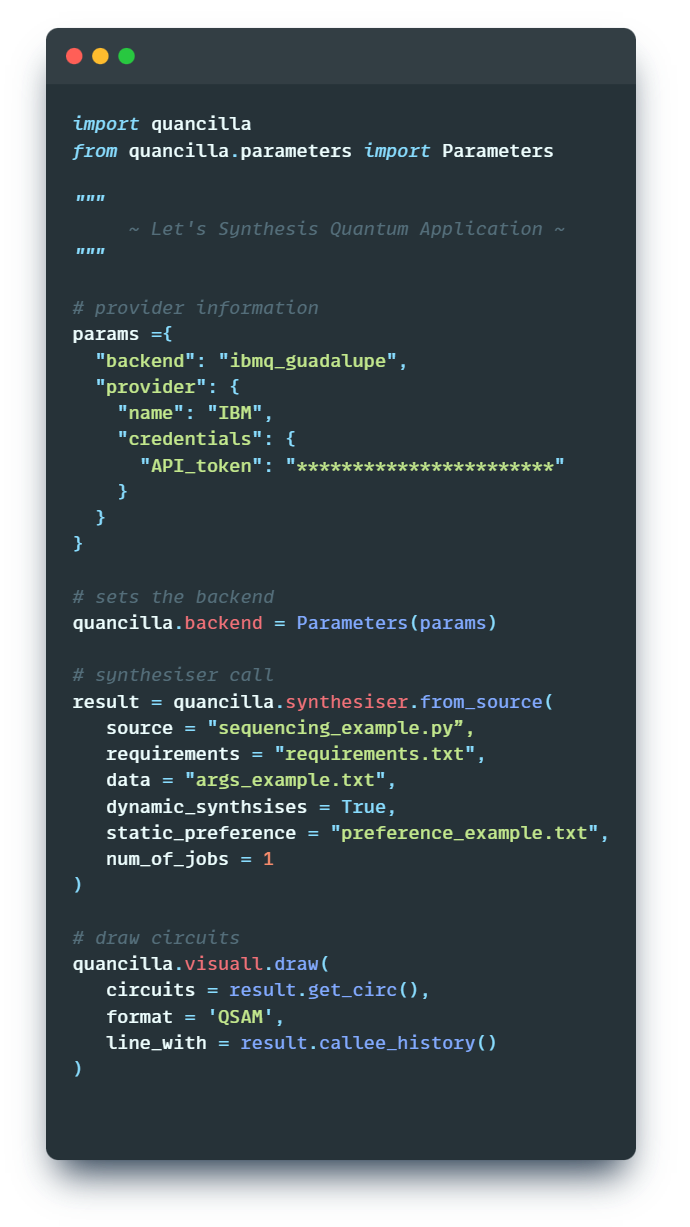 import quancilla
from quancilla.parameters import Parameters
"""
~ Let's Synthesis Quantum Application ~
"""
# provider information
params ={
"backend": "ibmq_guadalupe",
"provider": {
"name": "IBM",
"credentials": {
"API_token": "***********************"
}
}
}
# sets the backend
quancilla.backend = Parameters(params)
# synthesiser call
result = quancilla.synthesiser.from_source(
source = "sequencing_example.py”,
requirements = "requirements.txt",
data = "args_example.txt",
dynamic_synthsises = True,
static_preference = "preference_example.txt",
num_of_jobs = 1
)
# draw circuits
quancilla.visuall.draw(
circuits = result.get_circ(),
format = 'QSAM',
line_with = result.callee_history()
)